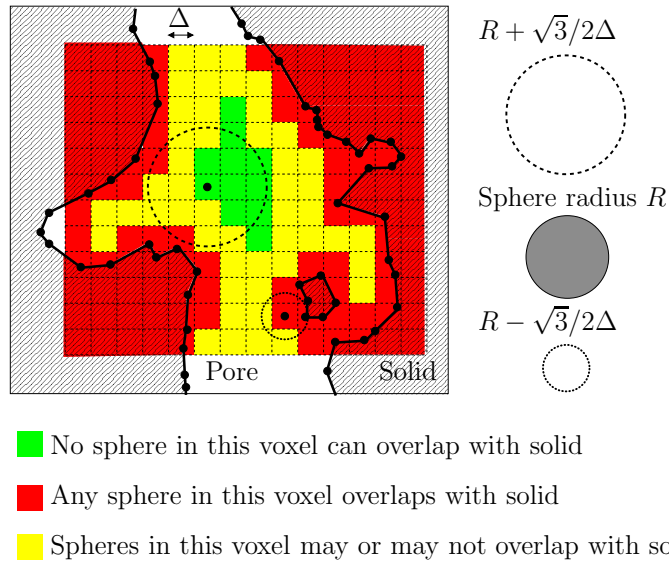 Δ
R + √3/2Δ
Sphere radius R
R − √3/2Δ
Pore
Solid
No sphere in this voxel can overlap with solid
Any sphere in this voxel overlaps with solid
Spheres in this voxel may or may not overlap with so